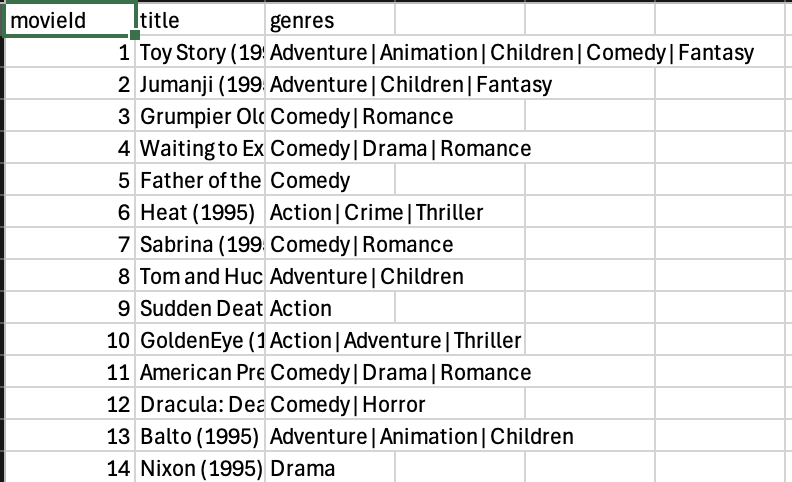 movieId title genres
1 Toy Story (199 Adventure|Animation|Children|Comedy|Fantasy
2 Jumanji (199 Adventure|Children|Fantasy
3 Grumpier Old Comedy|Romance
4 Waiting to Ex Comedy|Drama|Romance
5 Father of the Comedy
6 Heat (1995) Action|Crime|Thriller
7 Sabrina (199 Comedy|Romance
8 Tom and Huc Adventure|Children
9 Sudden Deat Action
10 GoldenEye (1 Action|Adventure|Thriller
11 American Pre Comedy|Drama|Romance
12 Dracula: Dea Comedy|Horror
13 Balto (1995) Adventure|Animation|Children
14 Nixon (1995) Drama